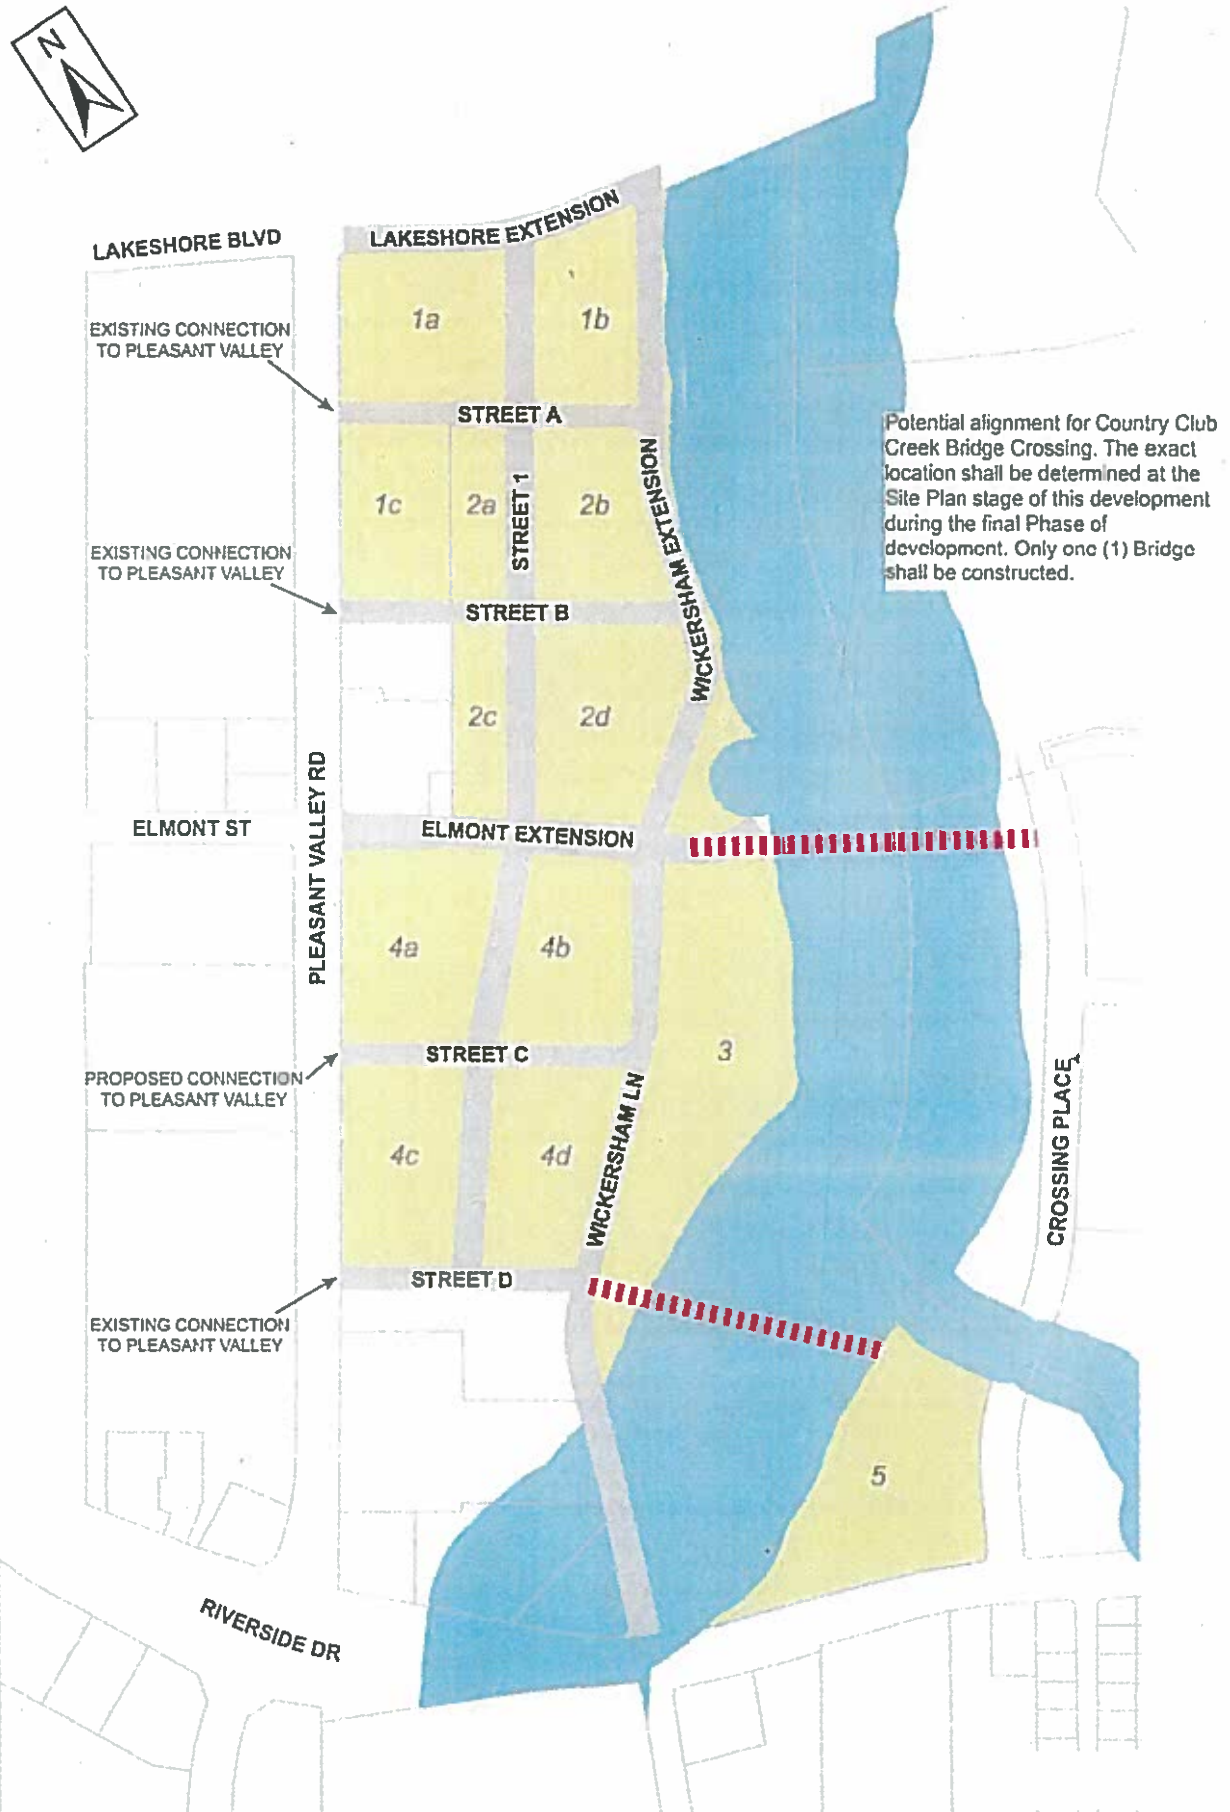 N
LAKESHORE BLVD
LAKESHORE EXTENSION
EXISTING CONNECTION
TO PLEASANT VALLEY
1a
1b
STREET A
Potential alignment for Country Club
Creek Bridge Crossing. The exact
location shall be determined at the
Site Plan stage of this development
during the final Phase of
development. Only one (1) Bridge
shall be constructed.
1c
2a
STREET 1
2b
WICKERSHAM EXTENSION
EXISTING CONNECTION
TO PLEASANT VALLEY
STREET B
2c
2d
PLEASANT VALLEY RD
ELMONT ST
ELMONT EXTENSION
4a
4b
3
STREET C
PROPOSED CONNECTION
TO PLEASANT VALLEY
WICKERSHAM LN
CROSSING PLACE
4c
4d
STREET D
EXISTING CONNECTION
TO PLEASANT VALLEY
5
RIVERSIDE DR